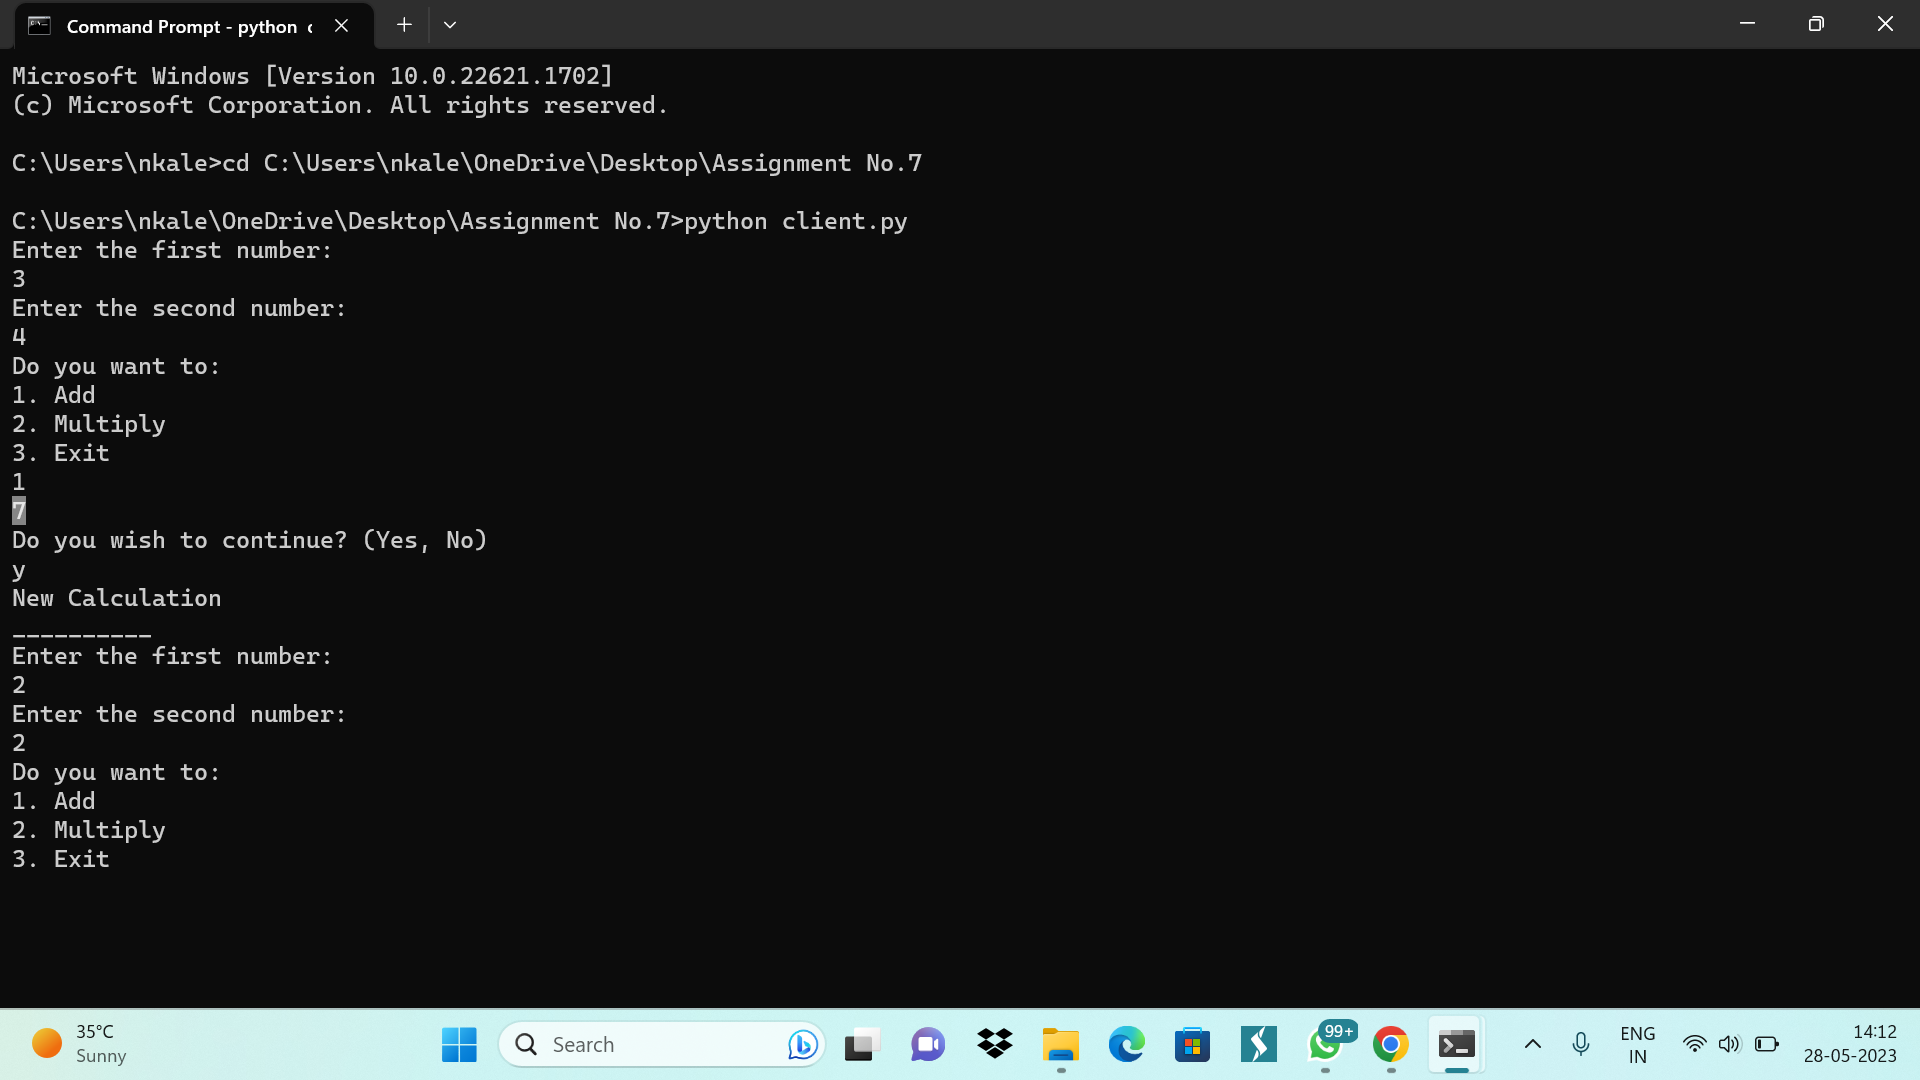 Command Prompt - python c
Microsoft Windows [Version 10.0.22621.1702]
(c) Microsoft Corporation. All rights reserved.
C:\Users\nkale>cd C:\Users\nkale\OneDrive\Desktop\Assignment No.7
C:\Users\nkale\OneDrive\Desktop\Assignment No.7>python client.py
Enter the first number:
3
Enter the second number:
4
Do you want to:
1. Add
2. Multiply
3. Exit
1
7
Do you wish to continue? (Yes, No)
y
New Calculation
__________
Enter the first number:
2
Enter the second number:
2
Do you want to:
1. Add
2. Multiply
3. Exit
35°C
Sunny
Search
99+
ENG
IN
14:12
28-05-2023